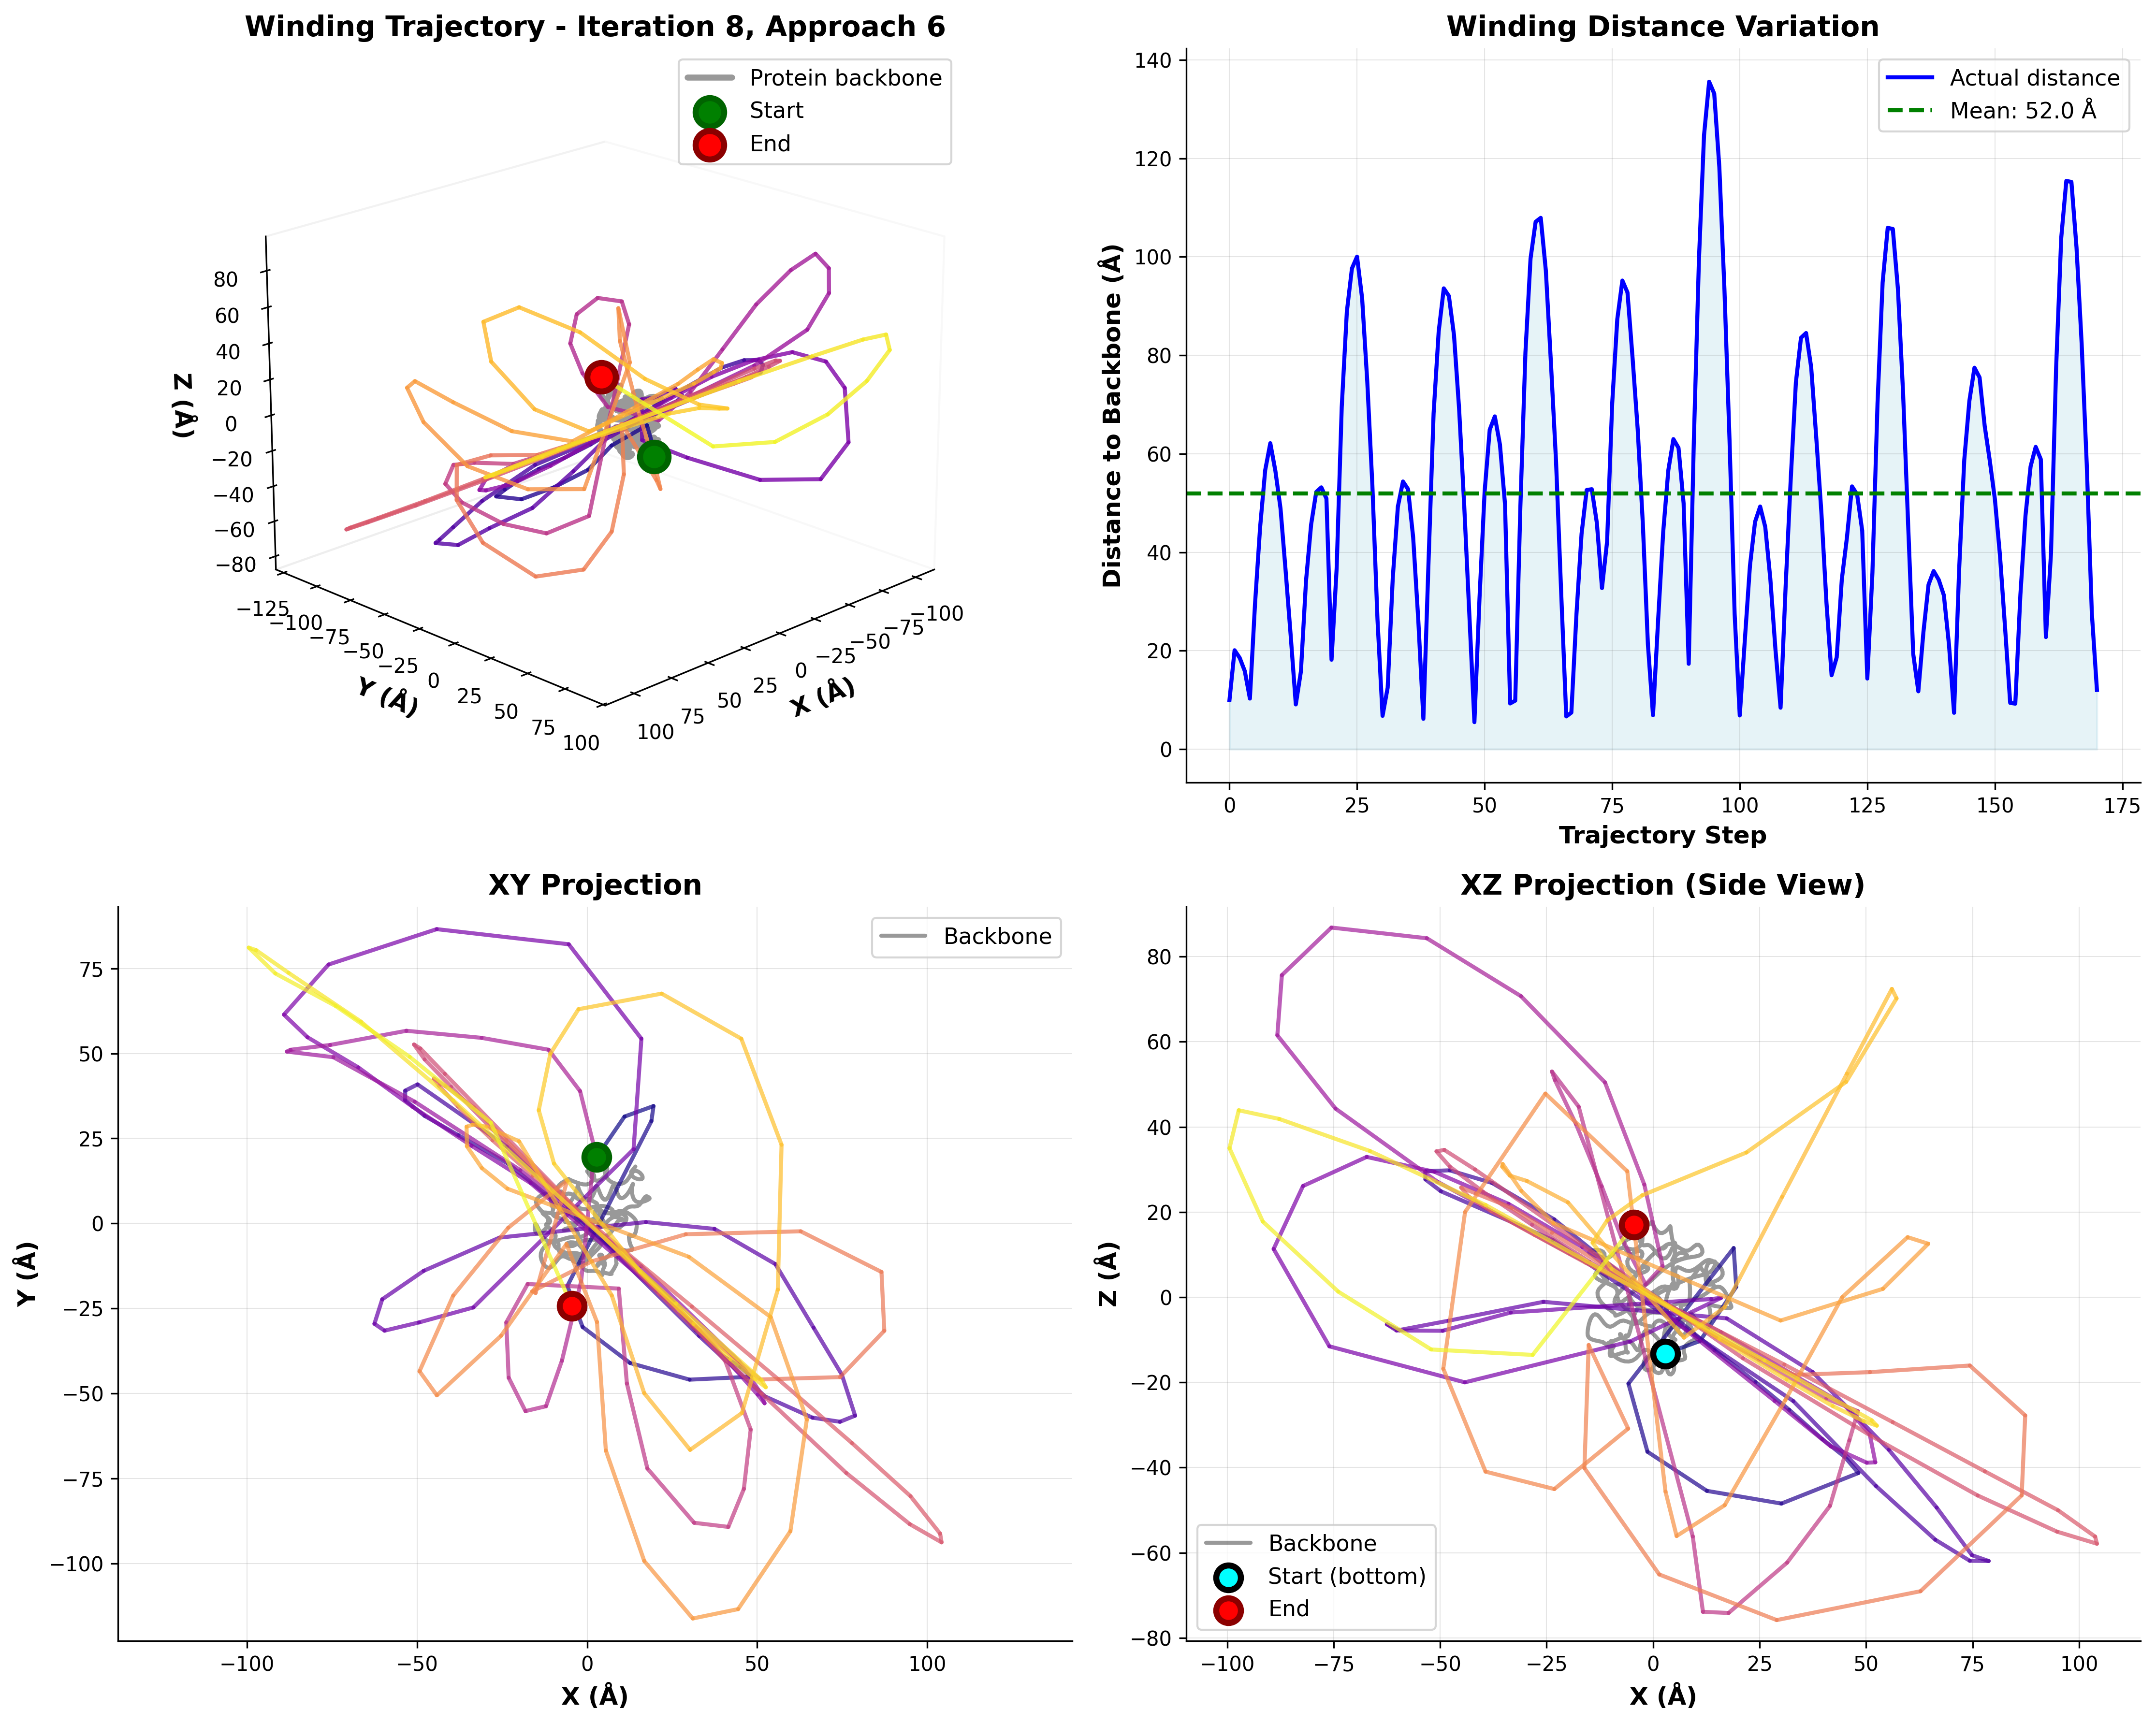 Winding Trajectory - Iteration 8, Approach 6
Protein backbone
Start
End
80
60
40
20
0
−20
−40
−60
−80
Z (Å)
−125
−100
−75
−50
−25
0
25
50
75
100
Y (Å)
100
75
50
25
0
−25
−50
−75
−100
X (Å)
Winding Distance Variation
Actual distance
Mean: 52.0 Å
140
120
100
80
60
40
20
0
Distance to Backbone (Å)
0 25 50 75 100 125 150 175
Trajectory Step
XY Projection
Backbone
75
50
25
0
−25
−50
−75
−100
Y (Å)
−100 −50 0 50 100
X (Å)
XZ Projection (Side View)
80
60
40
20
0
−20
−40
−60
−80
Z (Å)
Backbone
Start (bottom)
End
−100 −75 −50 −25 0 25 50 75 100
X (Å)